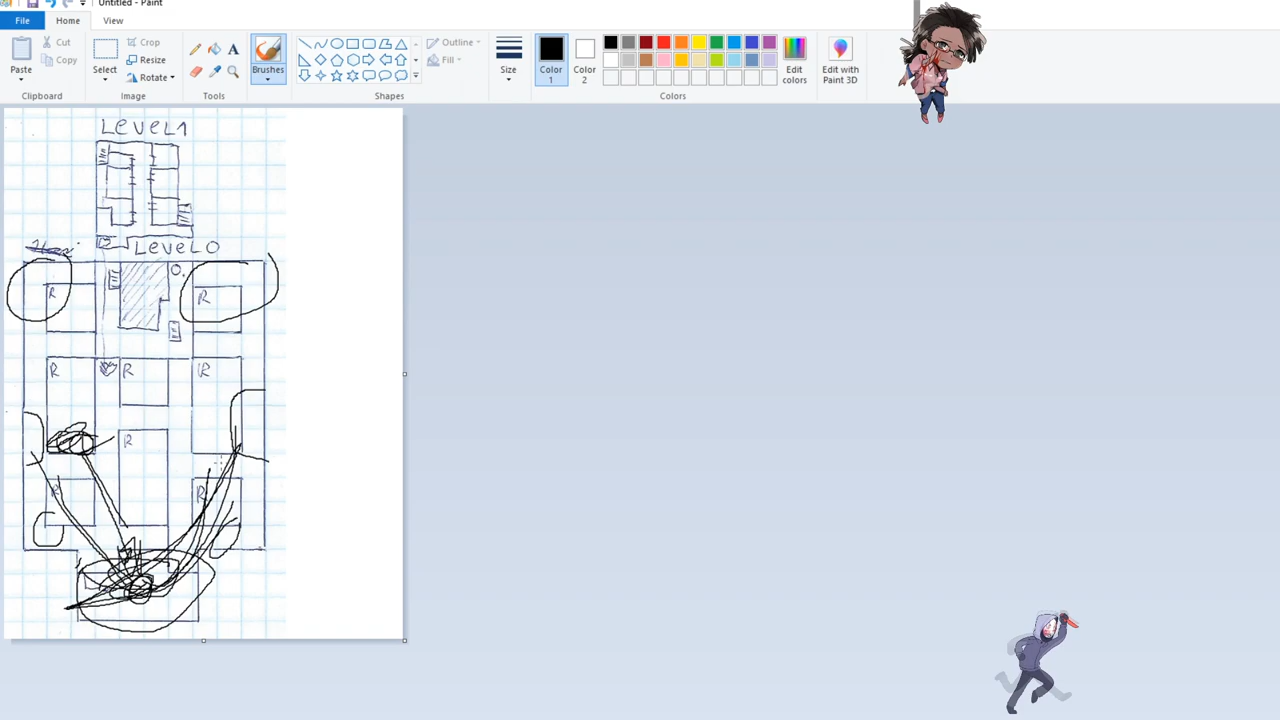 Untitled - Paint
File Home View
Paste
Cut
Copy
Clipboard
Select
Crop
Resize
Rotate
Image
A
Tools
Brushes
Outline
Fill
Shapes
Size
Color 1
Color 2
Edit colors
Colors
Edit with Paint 3D
LeVeL1
LeVeL0
R
R
R R R
R
R R